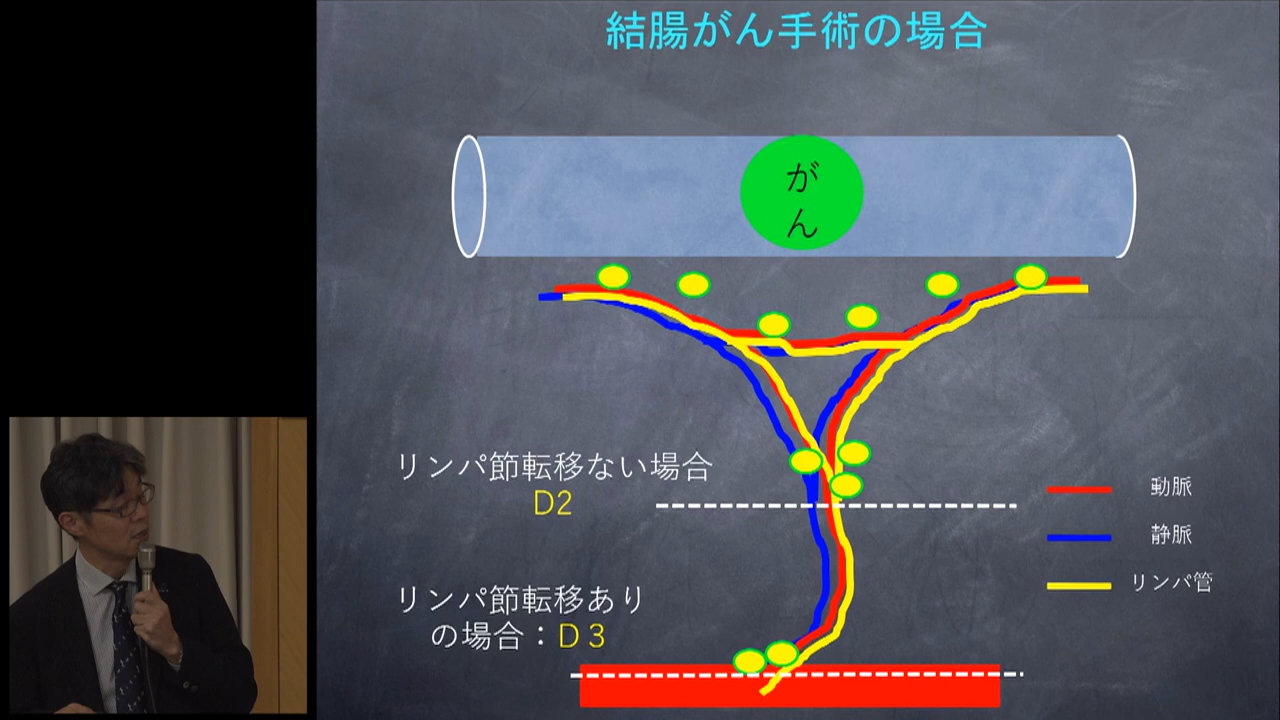 結腸がん手術の場合
が
ん
リンパ節転移ない場合
D2
リンパ節転移あり
の場合：D３
動脈
静脈
リンパ管